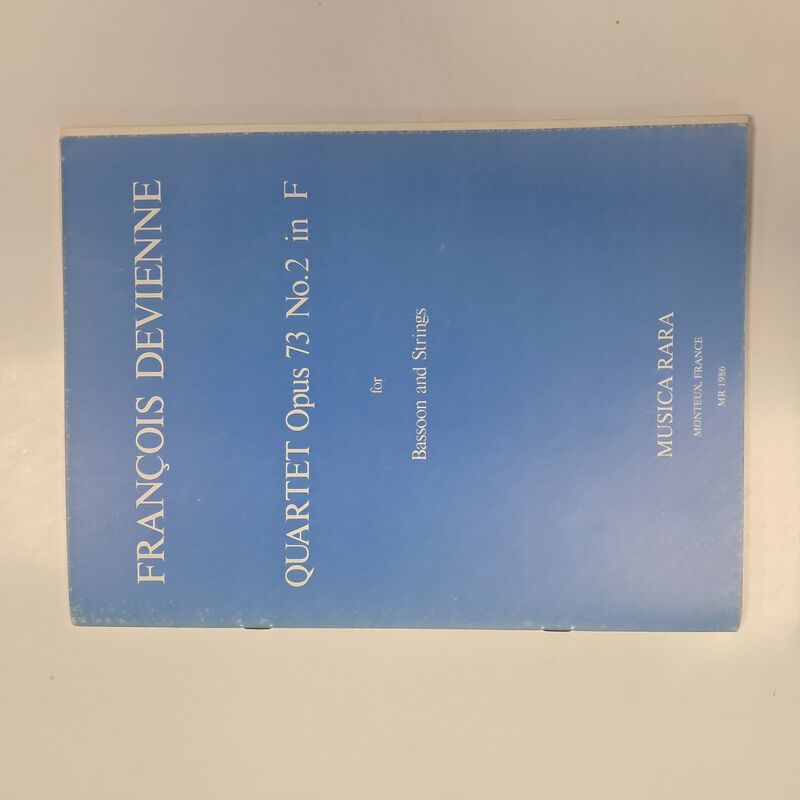 FRANÇOIS DEVIENNE
QUARTET Opus 73 No.2 in F
for
Bassoon and Strings
MUSICA RARA
MONTEUX, FRANCE
MR 1986